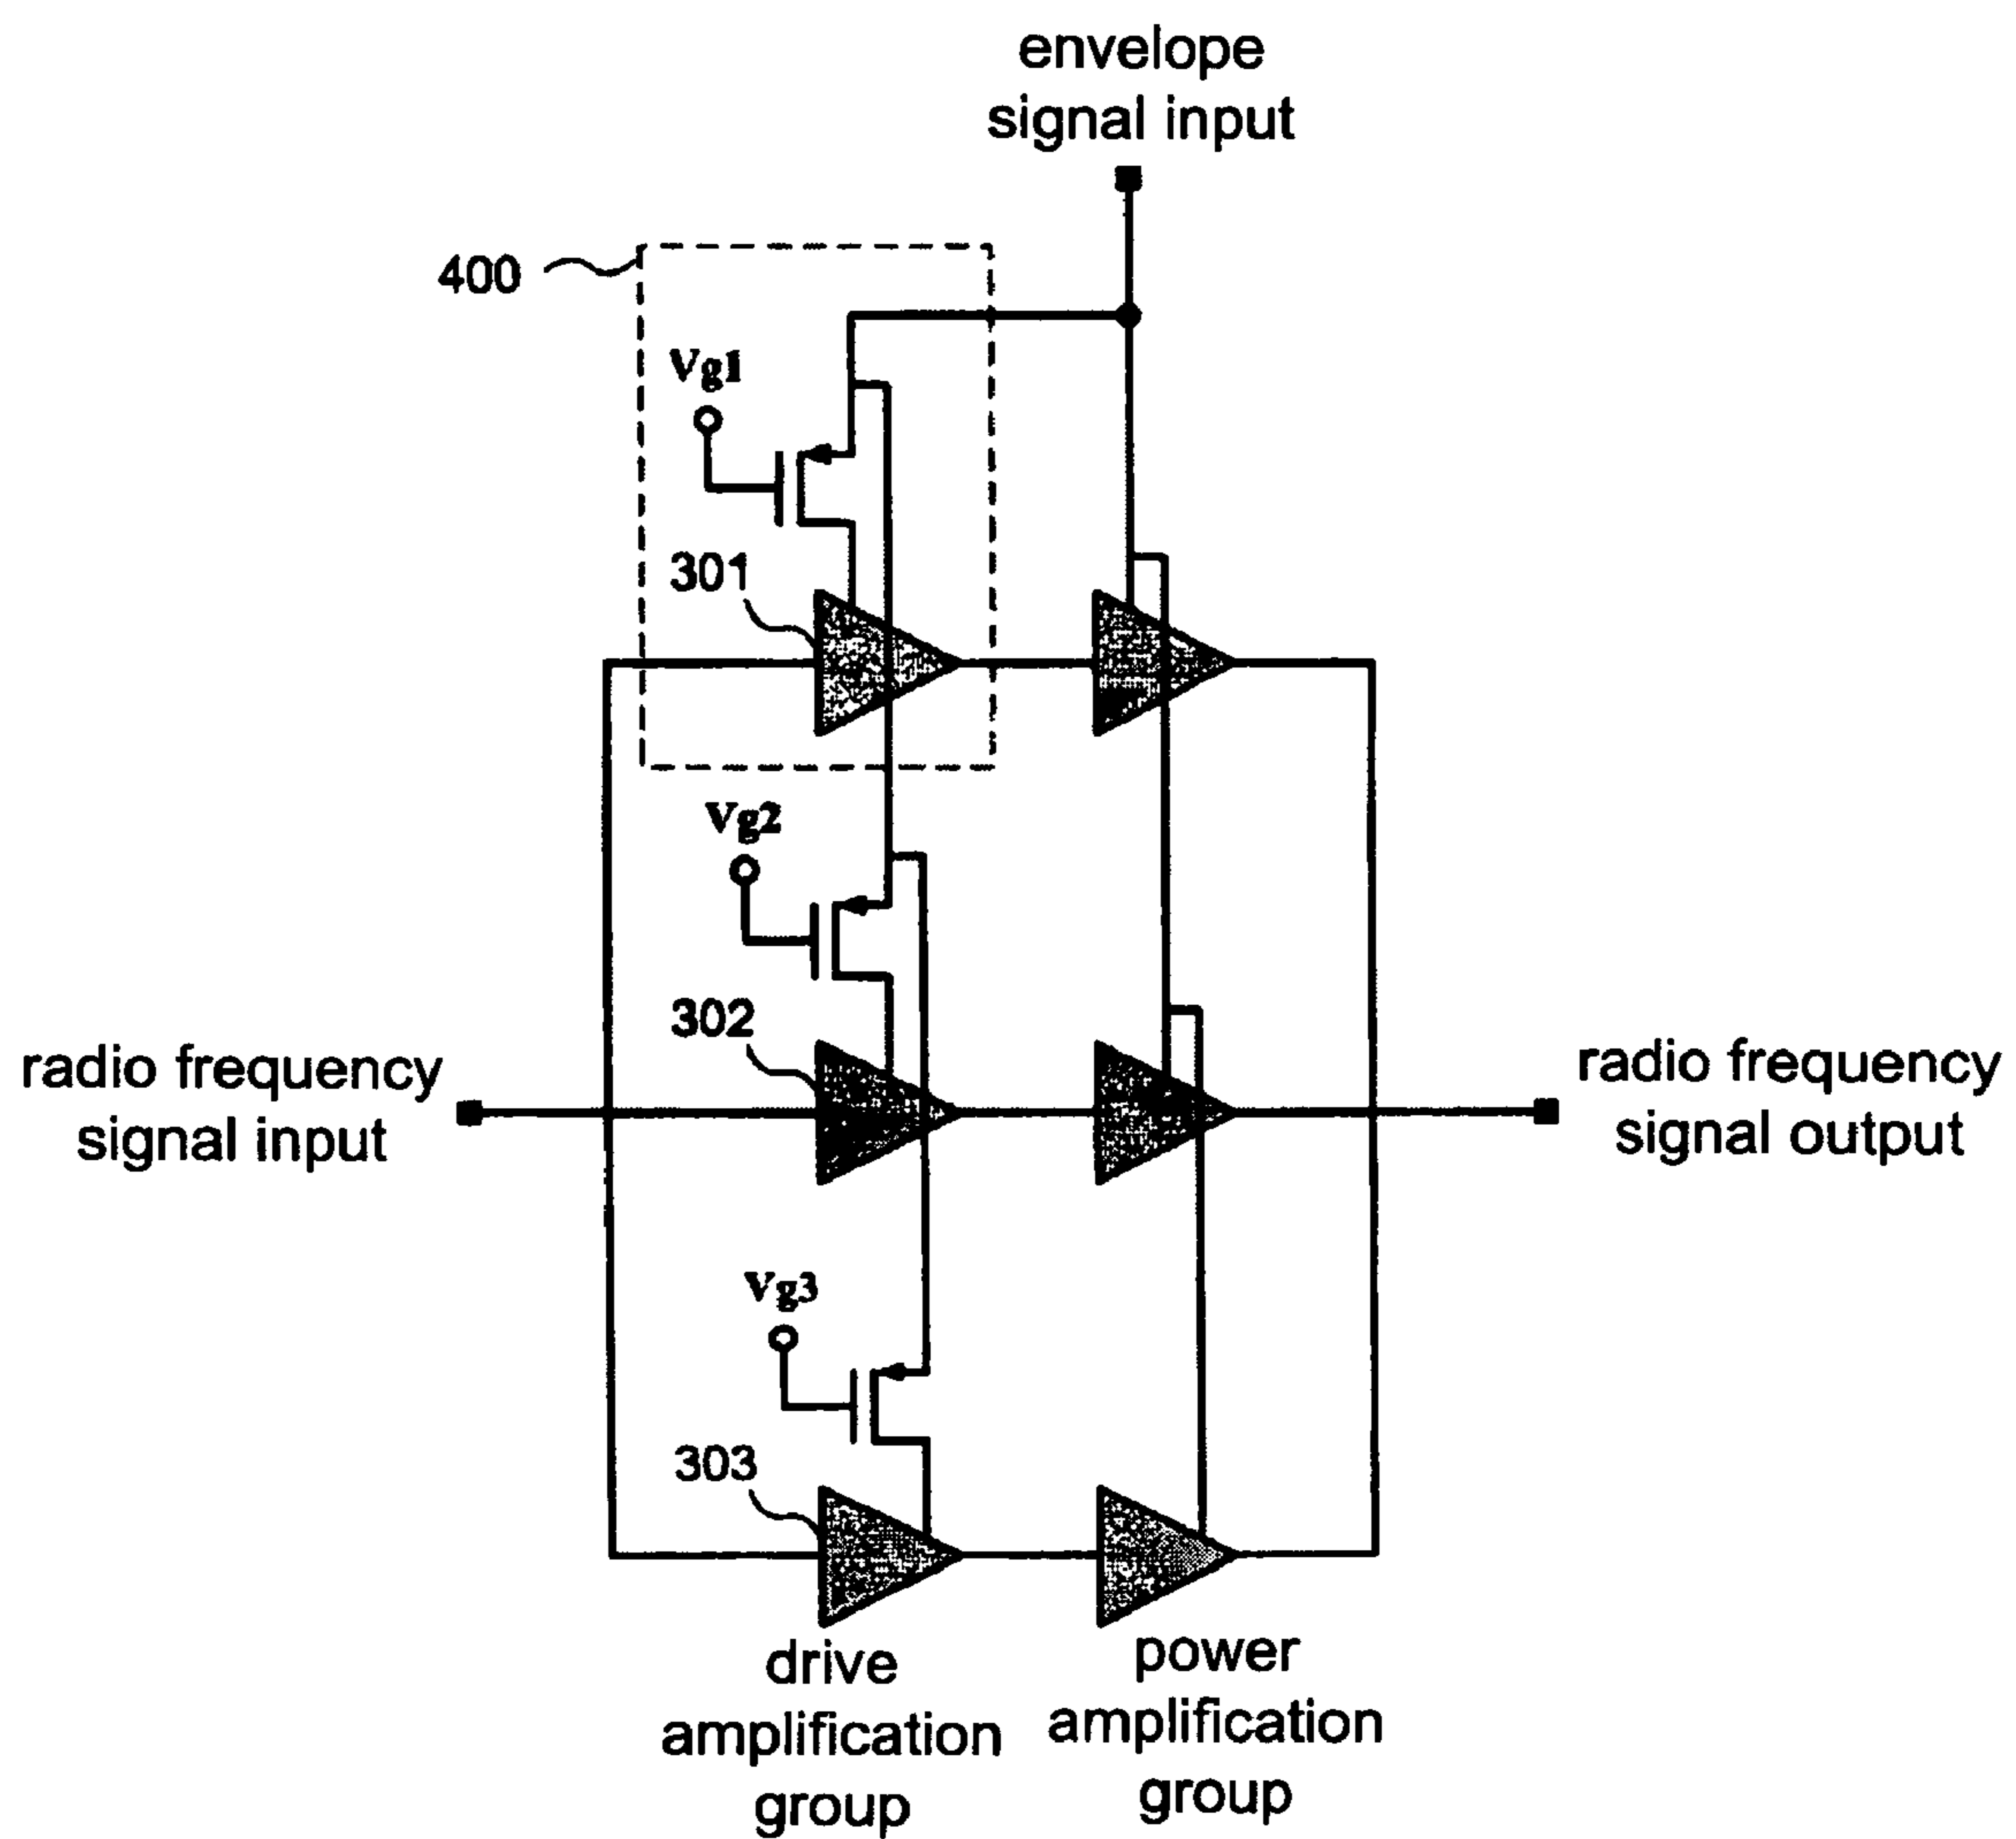 envelope
signal input
400
Vg1
301
Vg2
302
radio frequency
signal input
radio frequency
signal output
Vg3
303
drive
amplification
group
power
amplification
group